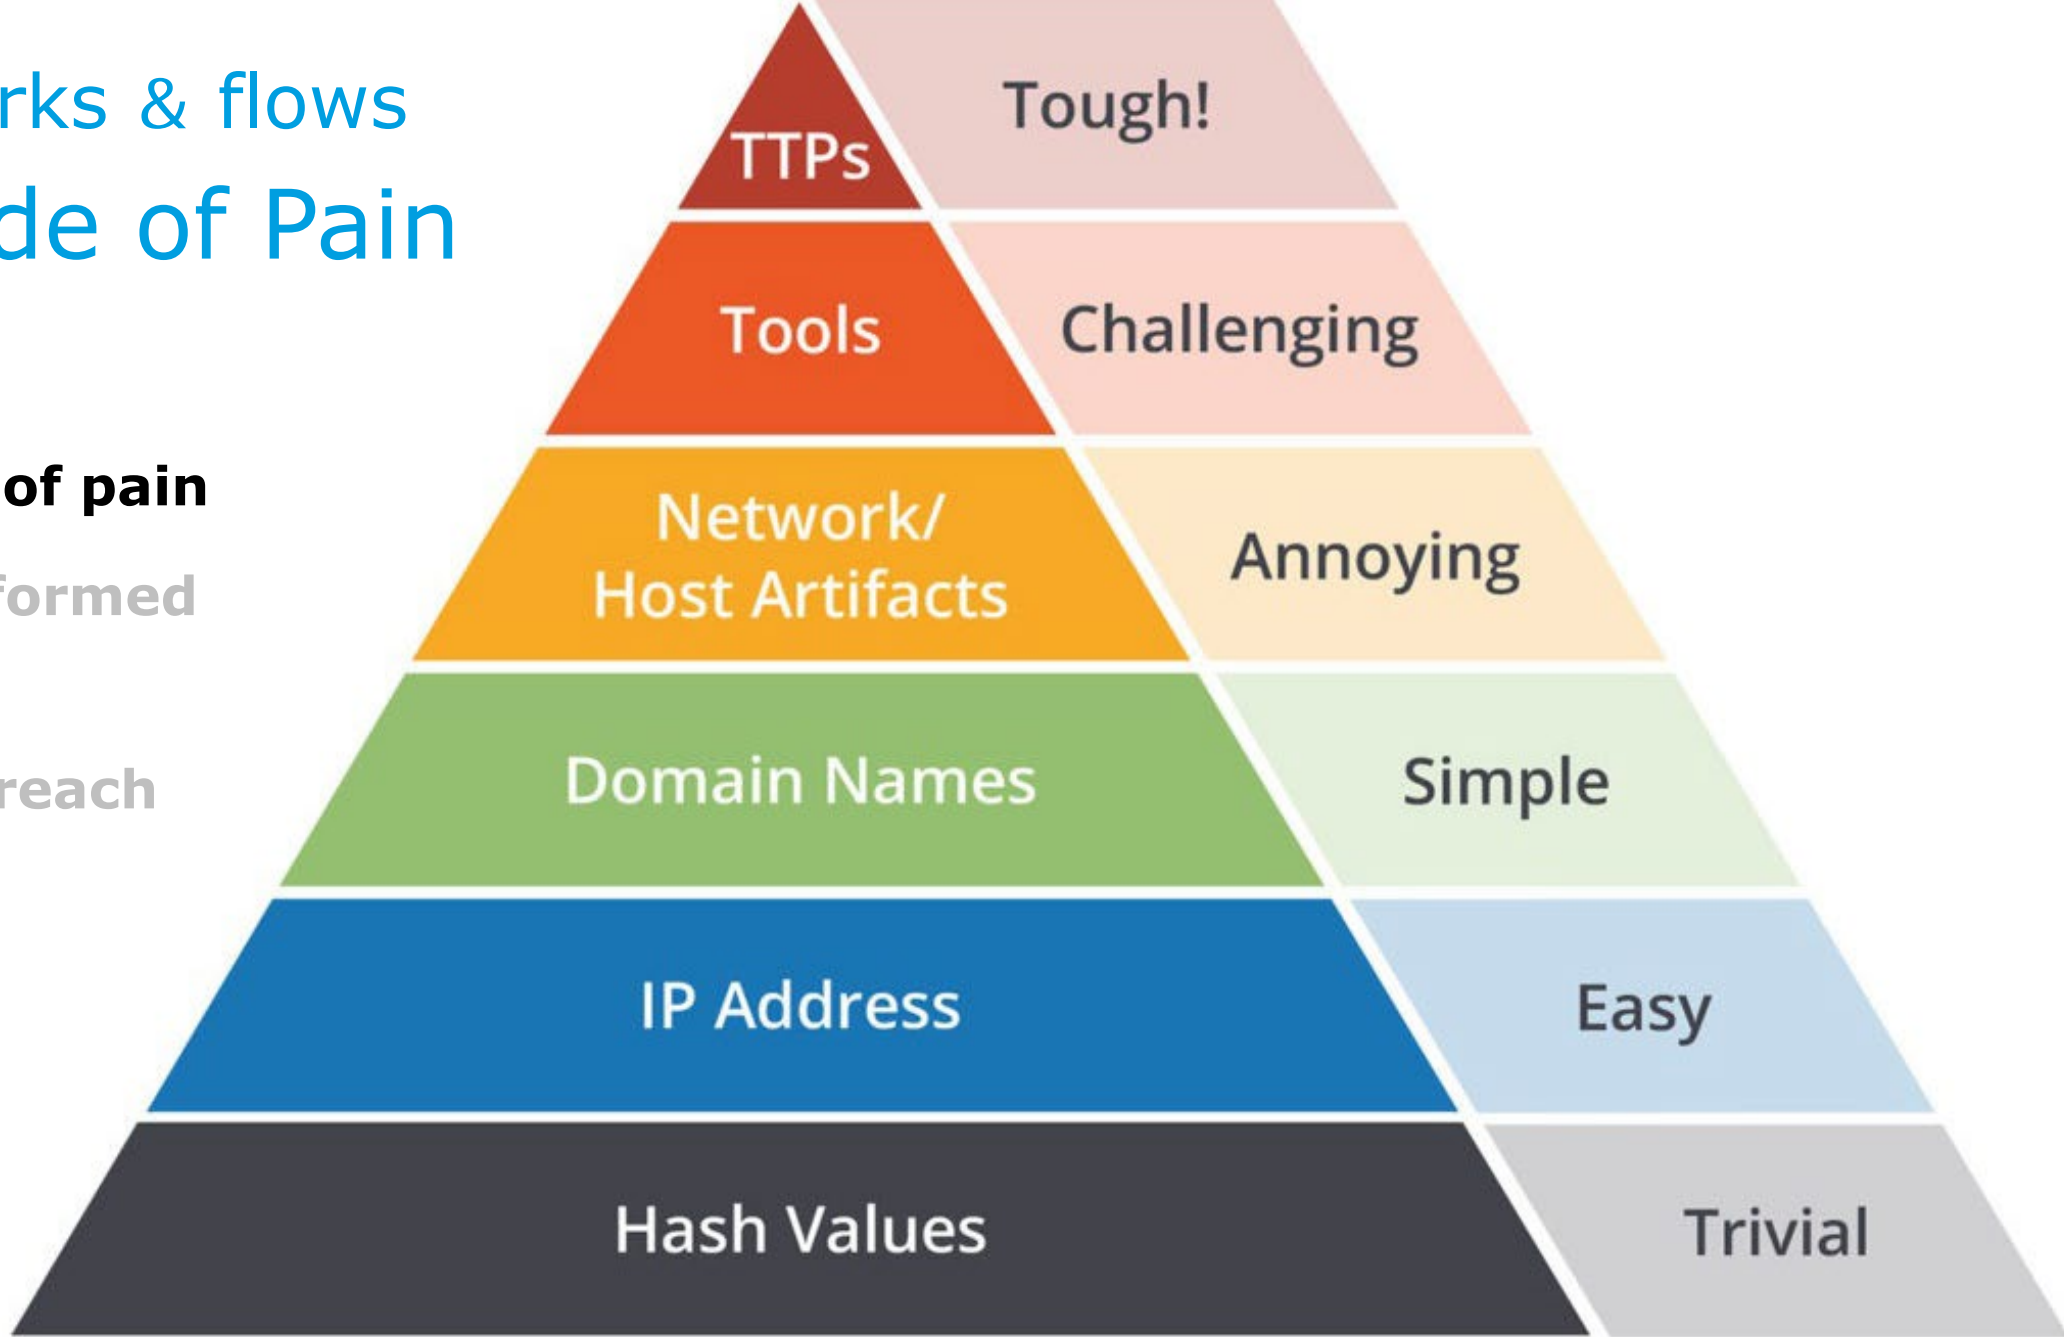 rks & flows
de of Pain
of pain
formed
reach
TTPs
Tough!
Tools
Challenging
Network/
Host Artifacts
Annoying
Domain Names
Simple
IP Address
Easy
Hash Values
Trivial